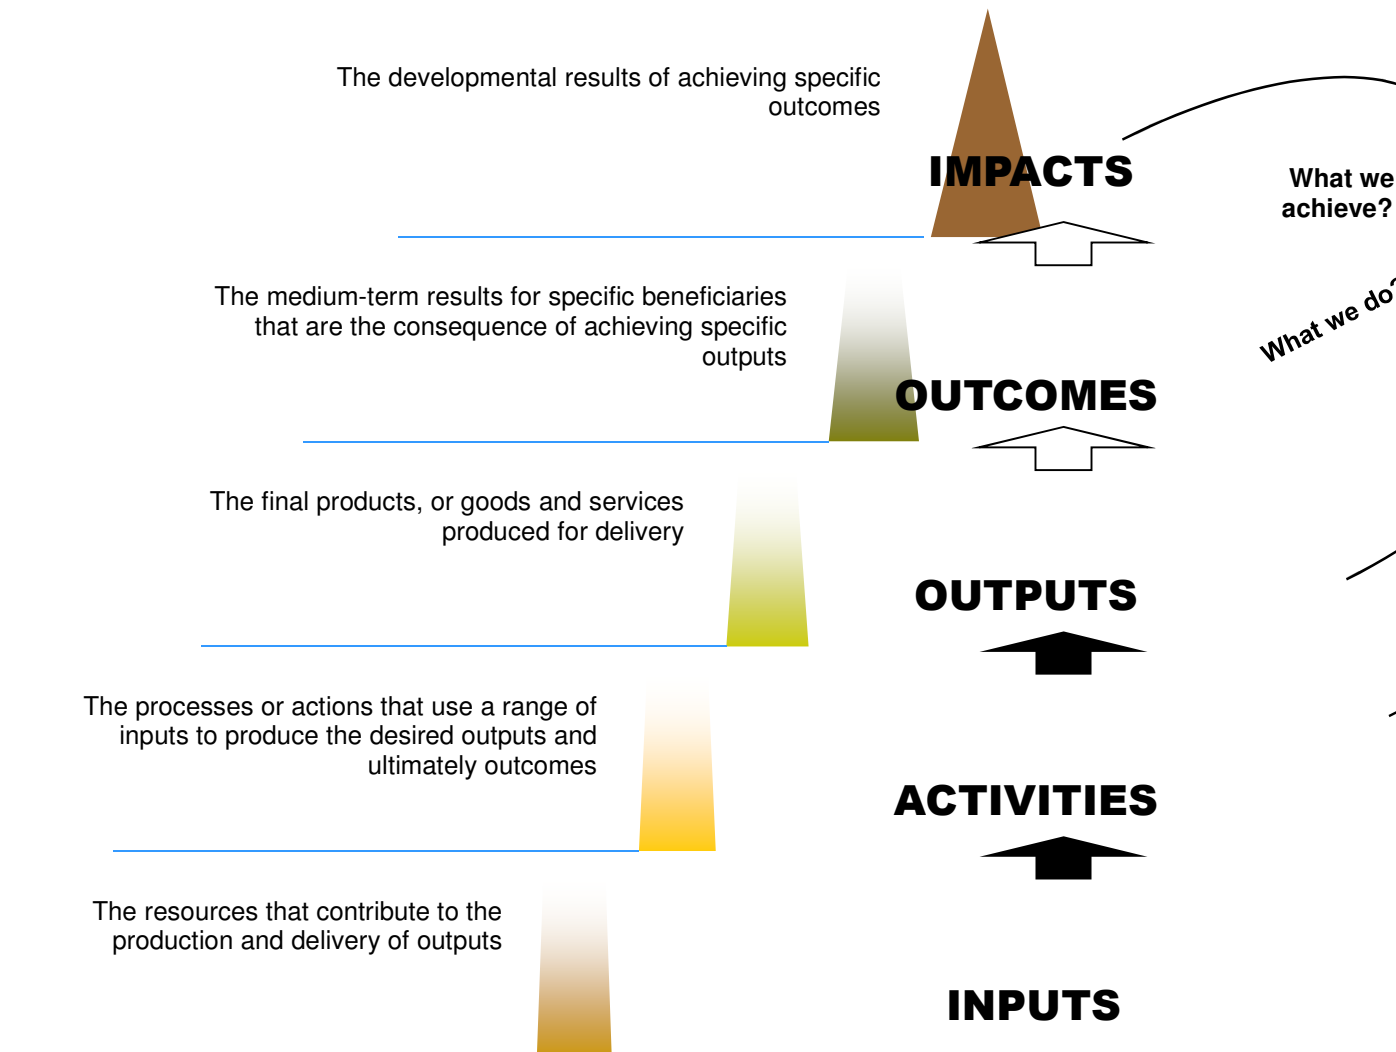 The developmental results of achieving specific
outcomes
IMPACTS
What we
achieve?
The medium-term results for specific beneficiaries
that are the consequence of achieving specific
outputs
What we do?
OUTCOMES
The final products, or goods and services
produced for delivery
OUTPUTS
The processes or actions that use a range of
inputs to produce the desired outputs and
ultimately outcomes
ACTIVITIES
The resources that contribute to the
production and delivery of outputs
INPUTS